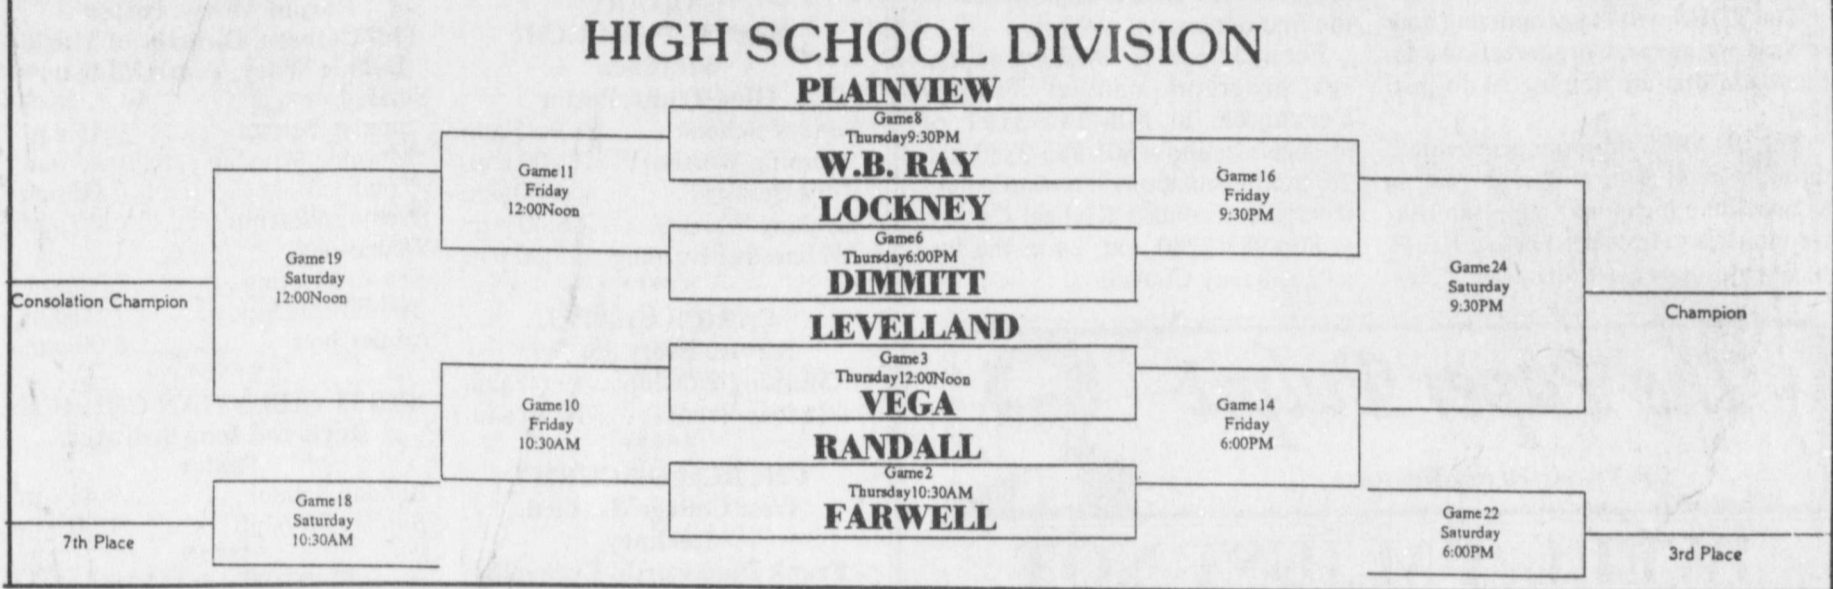 HIGH SCHOOL DIVISION
PLAINVIEW
Game 8
Thursday 9:30PM
W.B. RAY
LOCKNEY
Game 6
Thursday 6:00PM
DIMMITT
LEVELLAND
Game 3
Thursday 12:00Noon
VEGA
RANDALL
Game 2
Thursday 10:30AM
FARWELL
Game 11
Friday
12:00Noon
Game 10
Friday
10:30AM
Game 19
Saturday
12:00Noon
Consolation Champion
Game 18
Saturday
10:30AM
7th Place
Game 16
Friday
9:30PM
Game 14
Friday
6:00PM
Game 24
Saturday
9:30PM
Champion
Game 22
Saturday
6:00PM
3rd Place